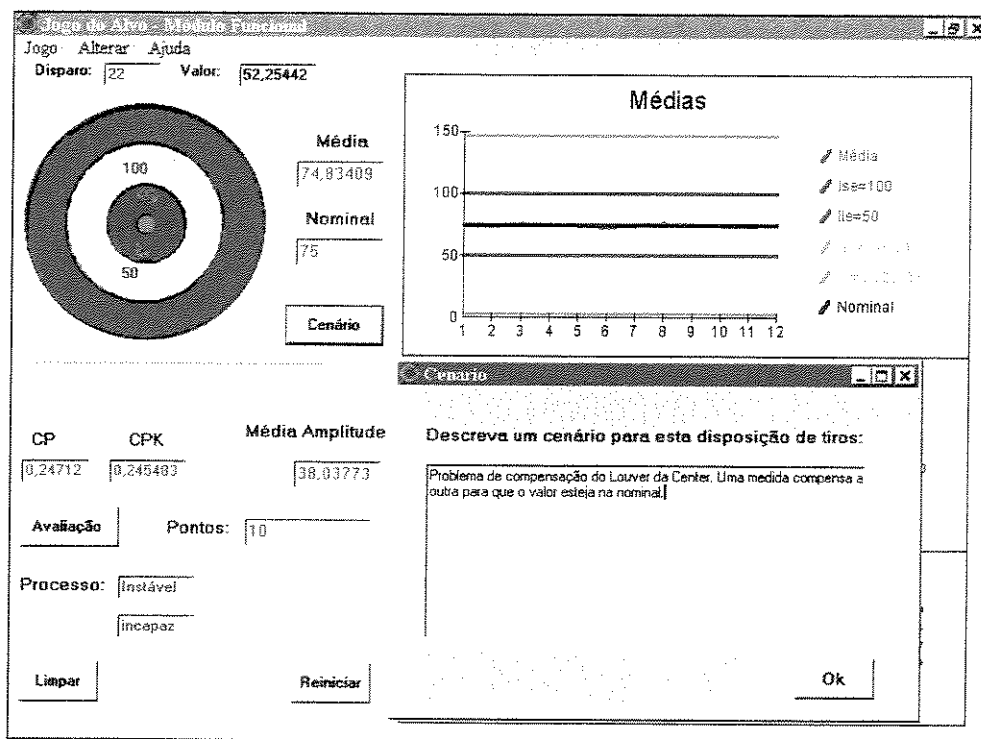 Jogo do Alvo - Modulo Funcional
Jogo Alterar Ajuda
Disparo: 22 Valor: 52,25442
100
50
Média
74,83409
Nominal
75
Cenário
Médias
150
100
50
0
1 2 3 4 5 6 7 8 9 10 11 12
Média
lse=100
lie=50
Nominal
CP CPK Média Amplitude
0,24712 0,245483 38,03773
Avaliação Pontos: 10
Processo: Instável
incapaz
Limpar Reiniciar
Cenario
Descreva um cenário para esta disposição de tiros:
Problema de compensação do Louver da Center. Uma medida compensa a
outra para que o valor esteja na nominal.
Ok